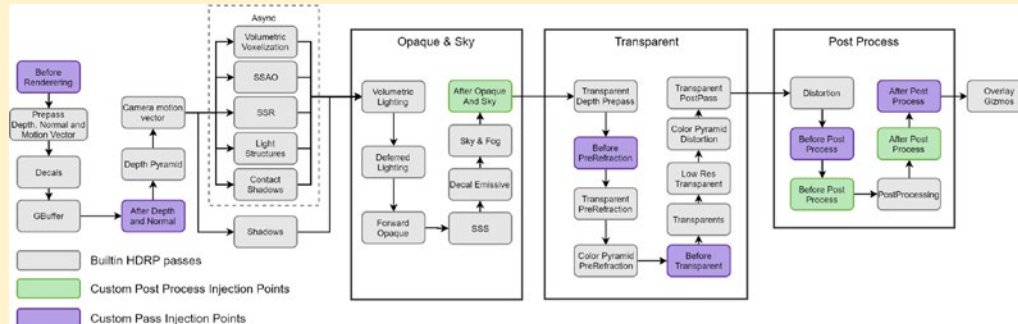 Before
Renderering
Prepass
Depth, Normal and
Motion Vector
Decals
GBuffer
After Depth
and Normal
Depth Pyramid
Camera motion
vector
Async
Volumetric
Voxelization
SSAO
SSR
Light
Structures
Contact
Shadows
Shadows
Opaque & Sky
Volumetric
Lighting
Deferred
Lighting
Forward
Opaque
SSS
Decal Emissive
Sky & Fog
After Opaque
And Sky
Transparent
Transparent
Depth Prepass
Before
PreRefraction
Transparent
PreRefraction
Color Pyramid
PreRefraction
Before
Transparent
Transparents
Low Res
Transparent
Color Pyramid
Distortion
Transparent
PostPass
Post Process
Distortion
Before Post
Process
Before Post
Process
PostProcessing
After Post
Process
After Post
Process
Overlay
Gizmos
Builtin HDRP passes
Custom Post Process Injection Points
Custom Pass Injection Points